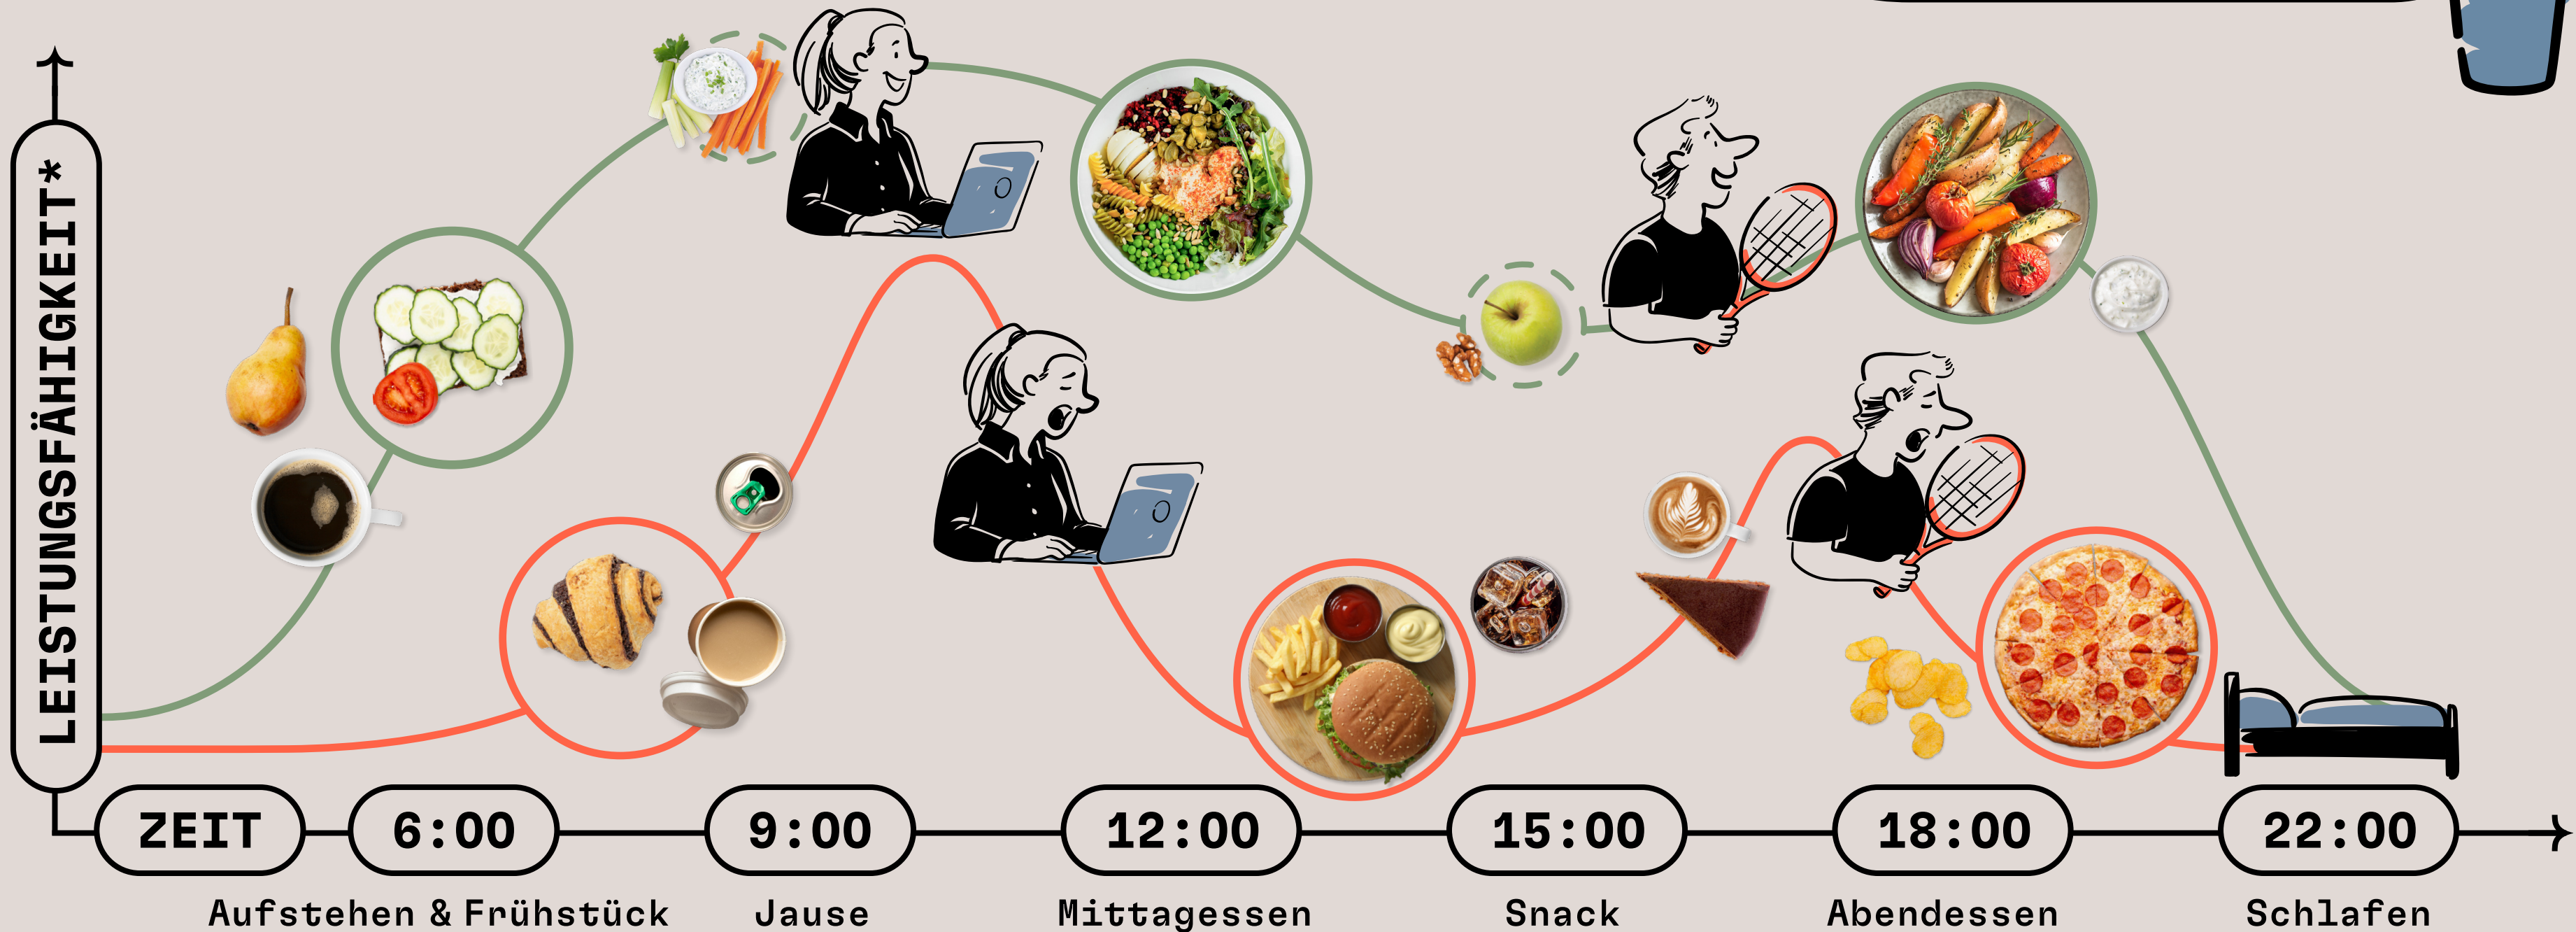 LEISTUNGSFÄHIGKEIT*
ZEIT 6:00 9:00 12:00 15:00 18:00 22:00
Aufstehen & Frühstück Jause Mittagessen Snack Abendessen Schlafen